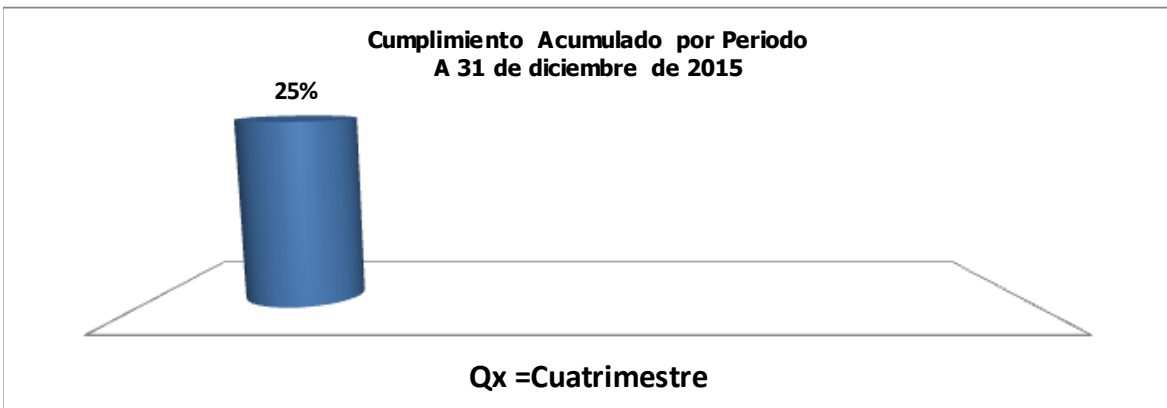 Cumplimiento Acumulado por Periodo
A 31 de diciembre de 2015
25%
Qx =Cuatrimestre